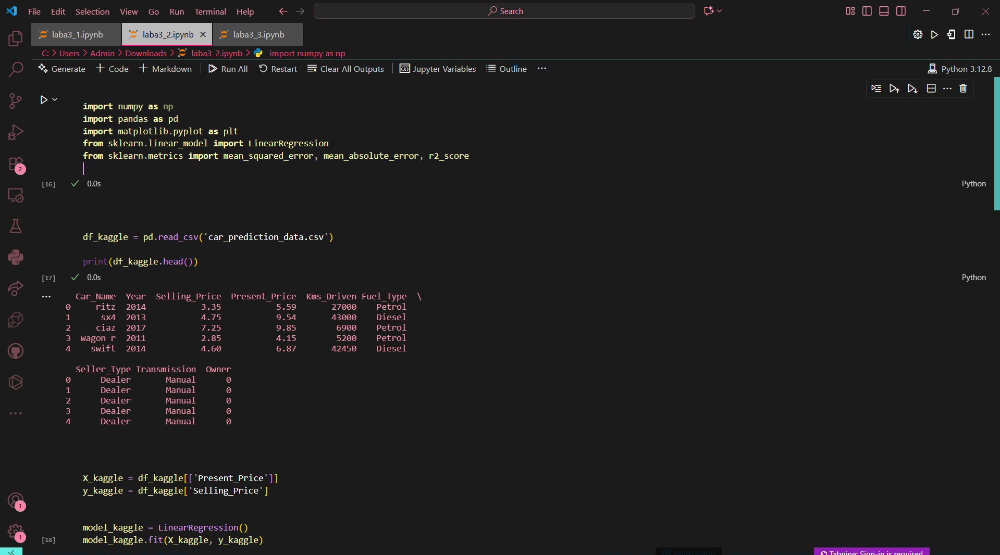 File Edit Selection View Go Run Terminal Help Search
laba3_1.ipynb laba3_2.ipynb laba3_3.ipynb
C: > Users > Admin > Downloads > laba3_2.ipynb > import numpy as np
Generate + Code + Markdown Run All Restart Clear All Outputs Jupyter Variables Outline ... Python 3.12.8
import numpy as np
import pandas as pd
import matplotlib.pyplot as plt
from sklearn.linear_model import LinearRegression
from sklearn.metrics import mean_squared_error, mean_absolute_error, r2_score
[16] 0.0s Python
df_kaggle = pd.read_csv('car_prediction_data.csv')
print(df_kaggle.head())
[17] 0.0s Python
Car_Name Year Selling_Price Present_Price Kms_Driven Fuel_Type \
0 ritz 2014 3.35 5.59 27000 Petrol
1 sx4 2013 4.75 9.54 43000 Diesel
2 ciaz 2017 7.25 9.85 6900 Petrol
3 wagon r 2011 2.85 4.15 5200 Petrol
4 swift 2014 4.60 6.87 42450 Diesel
Seller_Type Transmission Owner
0 Dealer Manual 0
1 Dealer Manual 0
2 Dealer Manual 0
3 Dealer Manual 0
4 Dealer Manual 0
X_kaggle = df_kaggle[['Present_Price']]
y_kaggle = df_kaggle['Selling_Price']
model_kaggle = LinearRegression()
[18] model_kaggle.fit(X_kaggle, y_kaggle)
2
1
1
Finish Setup
Tabnine: Sign-in is required